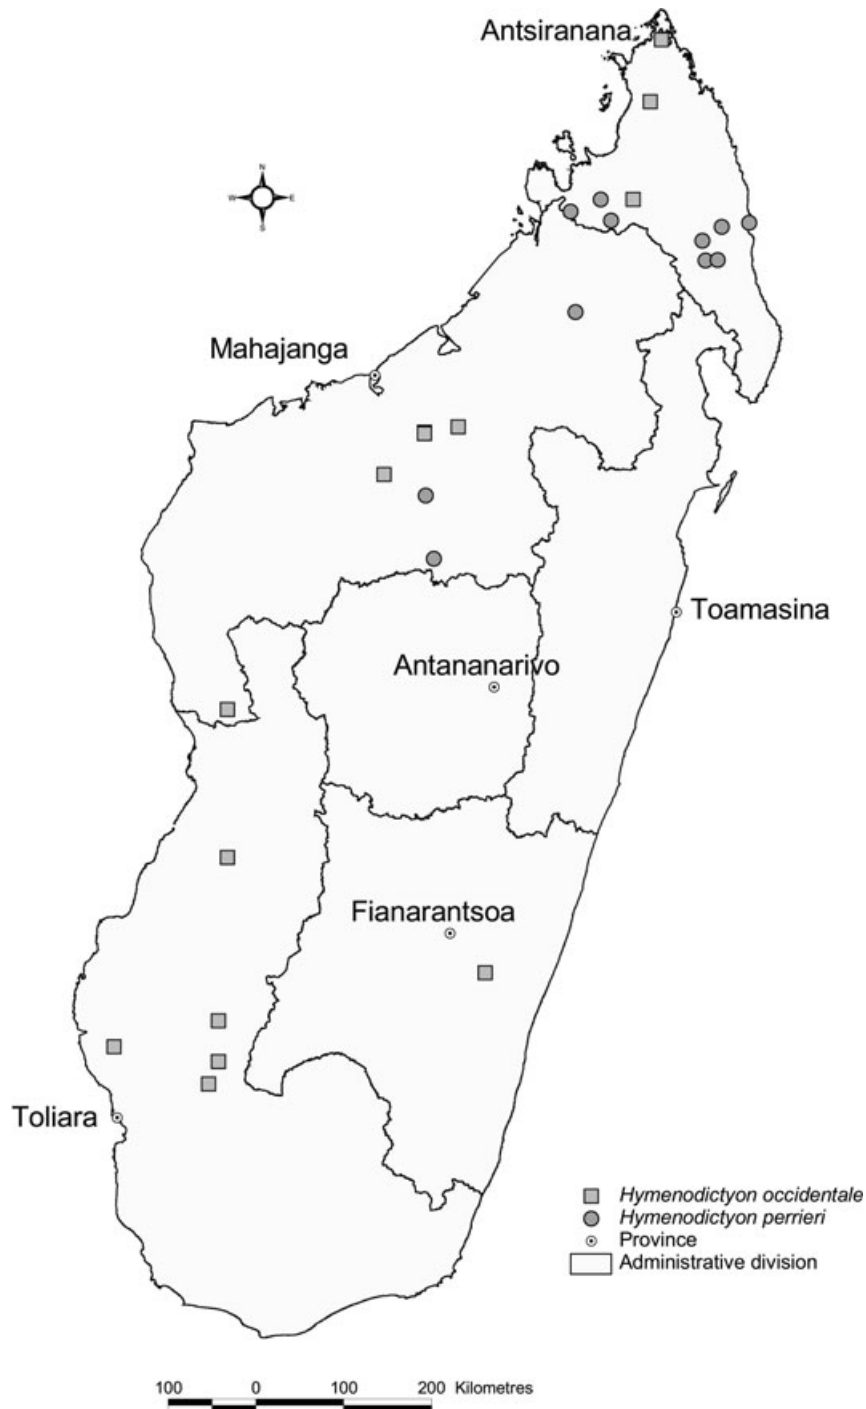 Antsiranana
N
W E
S
Mahajanga
Toamasina
Antananarivo
Fianarantsoa
Toliara
Hymenodictyon occidentale
Hymenodictyon perrieri
Province
Administrative division
100 0 100 200 Kilometres